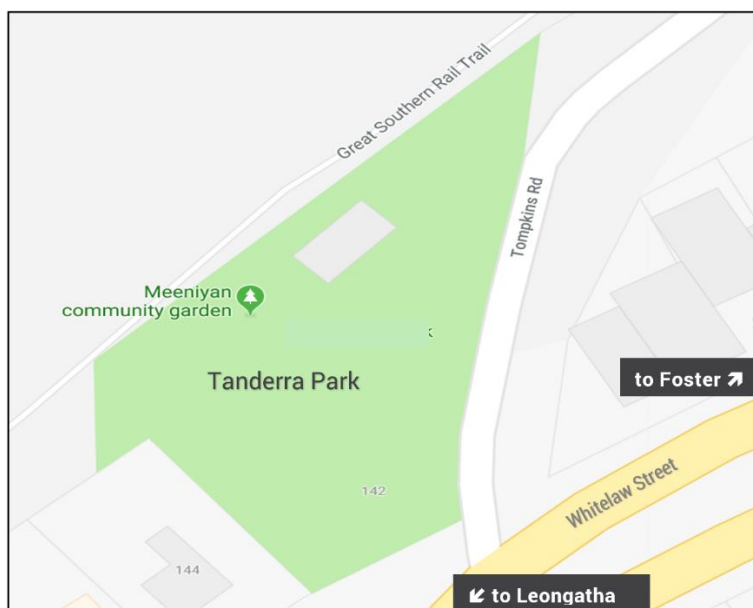 Great Southern Rail Trail
Tompkins Rd
Meeniyan
community garden
Tanderra Park
to Foster ↗
142
Whitelaw Street
144
↙ to Leongatha